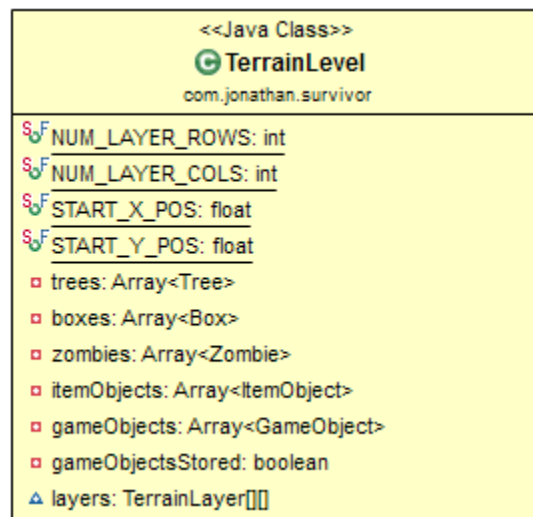 <<Java Class>>
C TerrainLevel
com.jonathan.survivor
S F NUM_LAYER_ROWS: int
S F NUM_LAYER_COLS: int
S F START_X_POS: float
S F START_Y_POS: float
trees: Array<Tree>
boxes: Array<Box>
zombies: Array<Zombie>
itemObjects: Array<ItemObject>
gameObjects: Array<GameObject>
gameObjectsStored: boolean
layers: TerrainLayer[][]